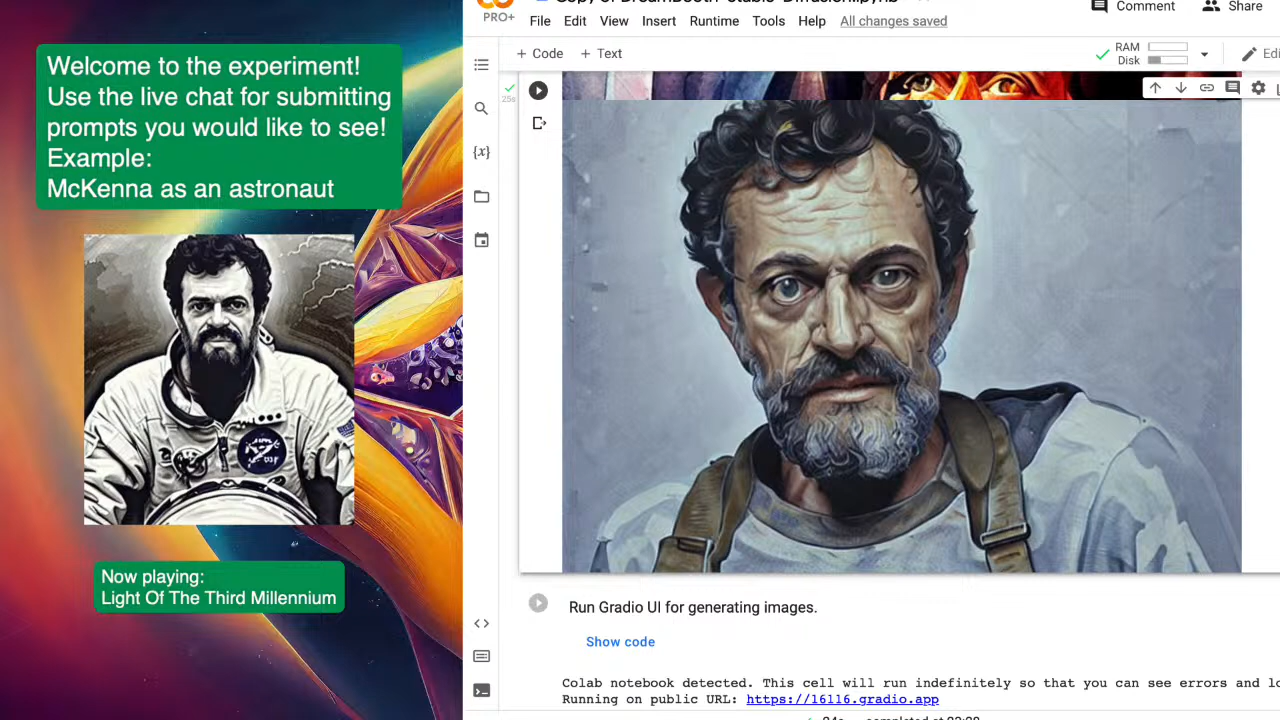 Welcome to the experiment!
Use the live chat for submitting
prompts you would like to see!
Example:
McKenna as an astronaut
Now playing:
Light Of The Third Millennium
PRO+
File Edit View Insert Runtime Tools Help All changes saved
Comment Share
+ Code + Text
RAM
Disk
25s
{x}
Run Gradio UI for generating images.
Show code
Colab notebook detected. This cell will run indefinitely so that you can see errors and
Running on public URL: https://16116.gradio.app